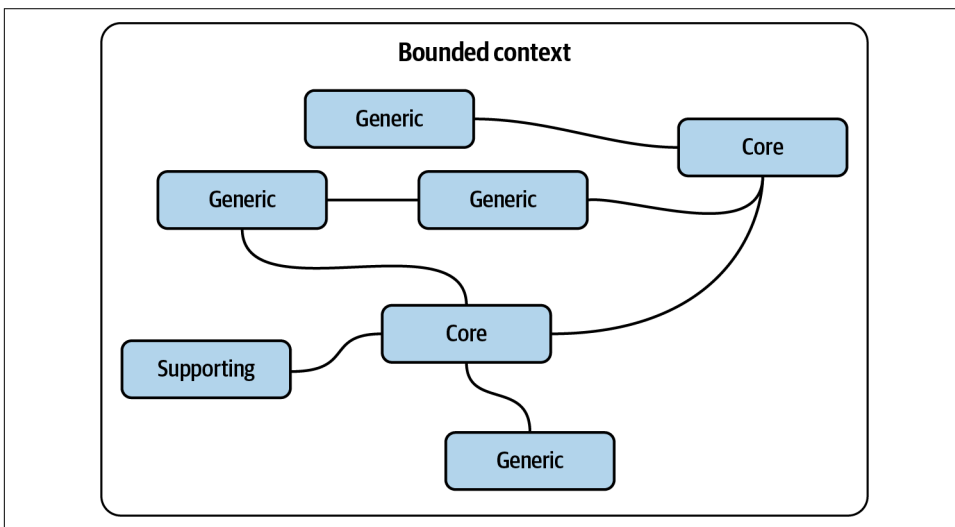 Bounded context
Generic
Core
Generic
Generic
Core
Supporting
Generic